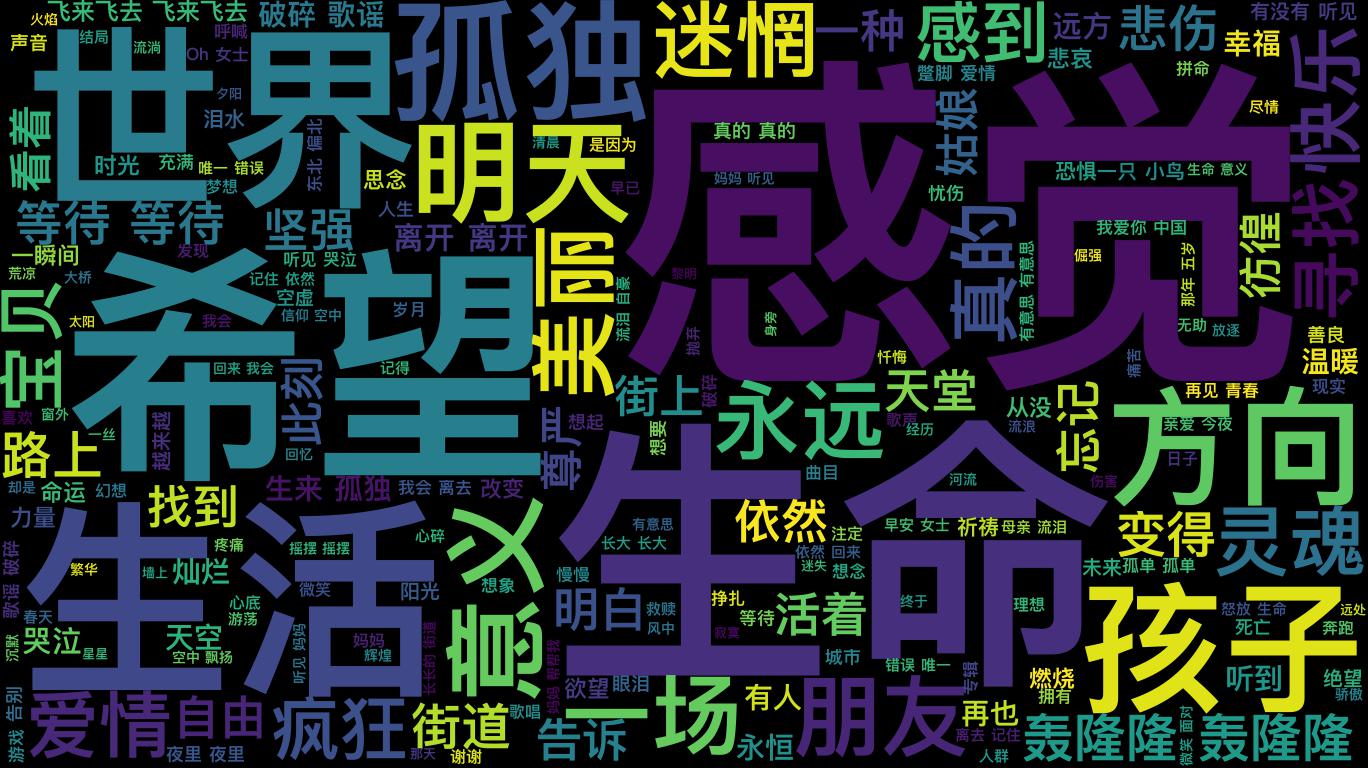 火焰
飞来飞去 飞来飞去
破碎 歌谣
孤独
迷惘
一种
感到
远方
悲伤
有没有 听见
声音
结局
流淌
呼喊
Oh 女士
悲哀
幸福
世界
夕阳
蹩脚 爱情
拼命
快乐
看着
泪水
东北 偏北
明天
清晨
是因为
真的 真的
感觉
姑娘
尽情
时光
充满
唯一 错误
梦想
思念
早已
妈妈 听见
忧伤
恐惧
一只 小鸟
生命 意义
寻找
等待 等待
坚强
人生
离开 离开
美丽
真的
我爱你 中国
彷徨
一瞬间
发现
听见 哭泣
有意思 有意思
倔强
那年 五岁
荒凉
大桥
记住 依然
空虚
信仰 空中
岁月
流泪 自豪
黎明
宝贝
希望
太阳
我会
抛弃
身旁
无助
放逐
善良
回来 我会
记得
忏悔
痛苦
温暖
此刻
街上
破碎
永远
天堂
忘记
再见 青春
现实
喜欢
窗外
尊严
想起
想要
歌声
经历
从没
流浪
方向
亲爱 今夜
路上
一丝
越来越
回忆
曲目
河流
日子
伤害
却是
命运
幻想
找到
生来 孤独
我会 离去
改变
生命
力量
生活
心碎
意义
有意思
依然
注定
早安 女士
祈祷
母亲 流泪
变得
灵魂
歌谣 破碎
疼痛
摇摆 摇摆
长大 长大
依然 回来
迷失
想念
未来
孤单 孤单
繁华
墙上
灿烂
微笑
阳光
想象
慢慢
春天
心底
游荡
明白
救赎
风中
挣扎
等待
活着
终于
理想
孩子
怒放 生命
远处
死亡
奔跑
沉默
哭泣
星星
天空
空中 飘扬
听见 妈妈
妈妈
辉煌
长长的 街道
妈妈 帮帮我
寂寞
城市
错误 唯一
专辑
燃烧
拥有
听到
绝望
骄傲
游戏 告别
爱情
自由
夜里 夜里
疯狂
街道
歌唱
那天
谢谢
欲望
眼泪
一场
告诉
有人
永恒
朋友
再也
离去 记住
人群
轰隆隆 轰隆隆
微笑 面对